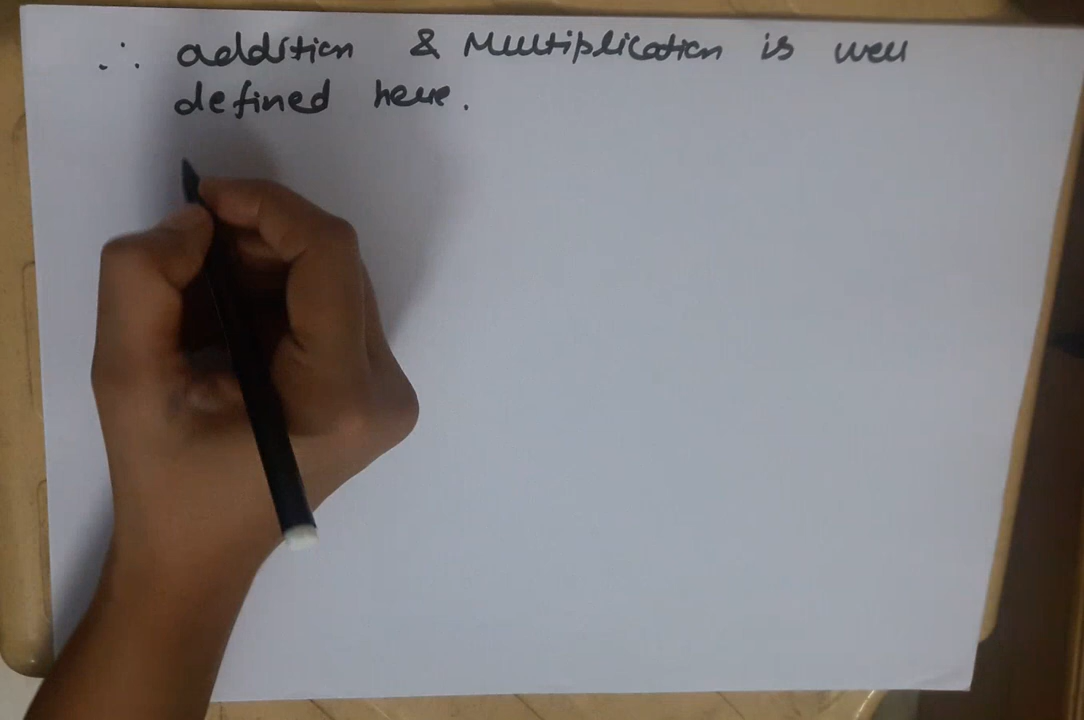 ∴ addition & Multiplication is well
defined here.